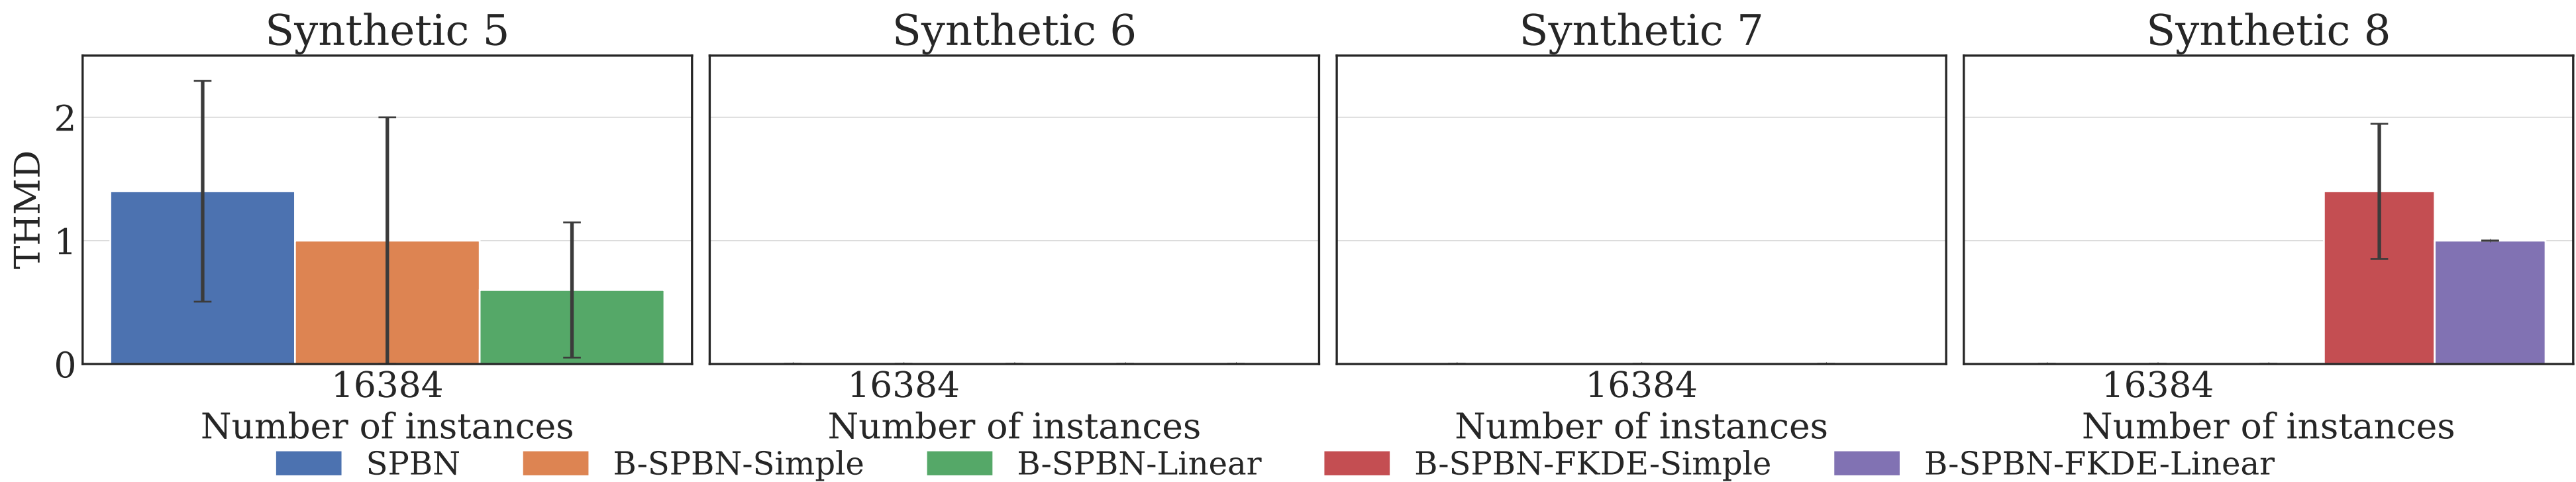 Synthetic 5 Synthetic 6 Synthetic 7 Synthetic 8
THMD
2
1
0
16384 16384 16384 16384
Number of instances Number of instances Number of instances Number of instances
SPBN B-SPBN-Simple B-SPBN-Linear B-SPBN-FKDE-Simple B-SPBN-FKDE-Linear